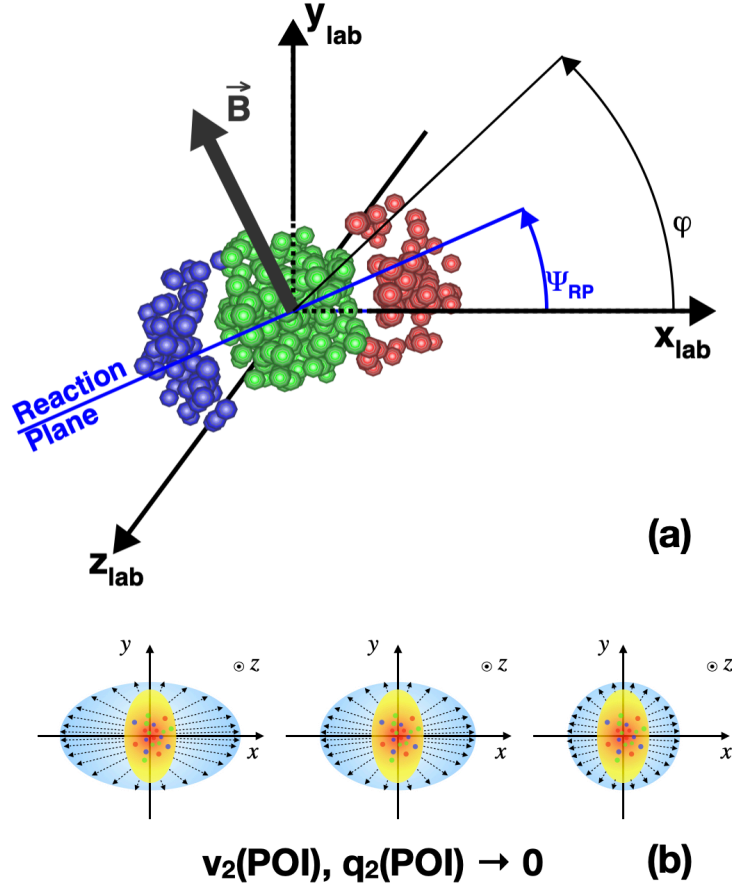 y_lab
B⃗
φ
Ψ_RP
x_lab
Reaction
Plane
z_lab
(a)
y ⊙ z y ⊙ z y ⊙ z
x x x
v₂(POI), q₂(POI) → 0 (b)